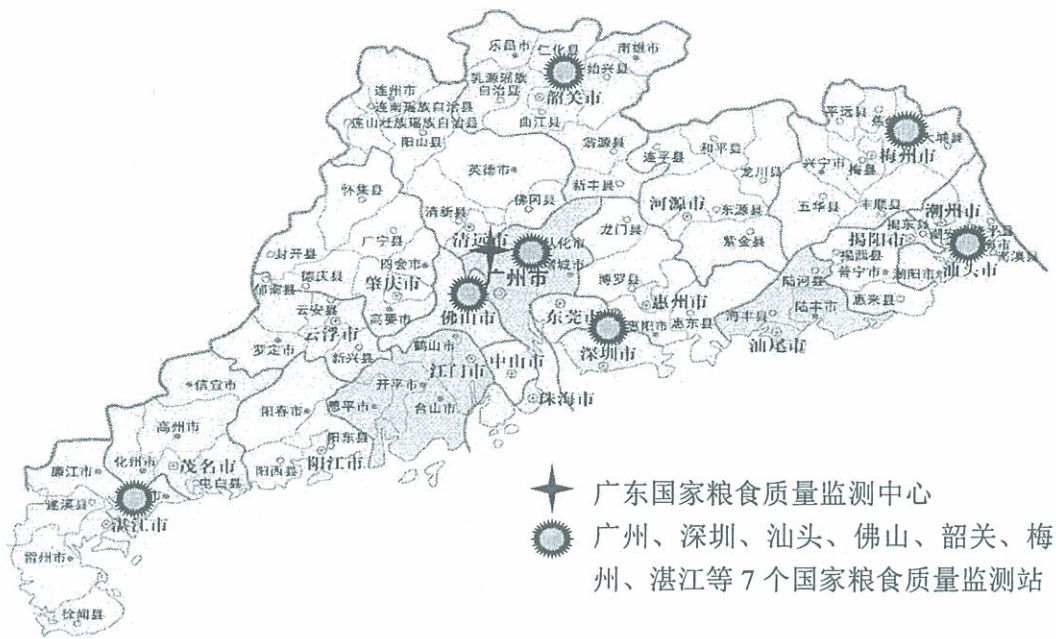 乐昌市
仁化县
南雄市
始兴县
乳源瑶族
自治县
韶关市
曲江县
连州市
连南瑶族自治县
连山壮族瑶族自治县
阳山县
翁源县
连平县
和平县
龙川县
平远县
大埔县
梅州市
梅县
兴宁市
英德市
新丰县
佛冈县
河源市
东源县
五华县
丰顺县
潮州市
怀集县
清新县
清远市
从化市
增城市
龙门县
紫金县
揭东县
揭阳市
揭西县
普宁市
潮阳市
汕头市
南澳县
广宁县
四会市
封开县
德庆县
郁南县
肇庆市
高要市
广州市
佛山市
博罗县
惠州市
惠阳市
惠东县
陆河县
海丰县
陆丰市
惠来县
汕尾市
云安县
云浮市
罗定市
新兴县
鹤山市
江门市
中山市
东莞市
深圳市
珠海市
信宜市
高州市
阳春市
开平市
恩平市
台山市
阳东县
阳江市
阳西县
廉江市
化州市
茂名市
电白县
遂溪县
湛江市
雷州市
徐闻县
广东国家粮食质量监测中心
广州、深圳、汕头、佛山、韶关、梅
州、湛江等 7 个国家粮食质量监测站